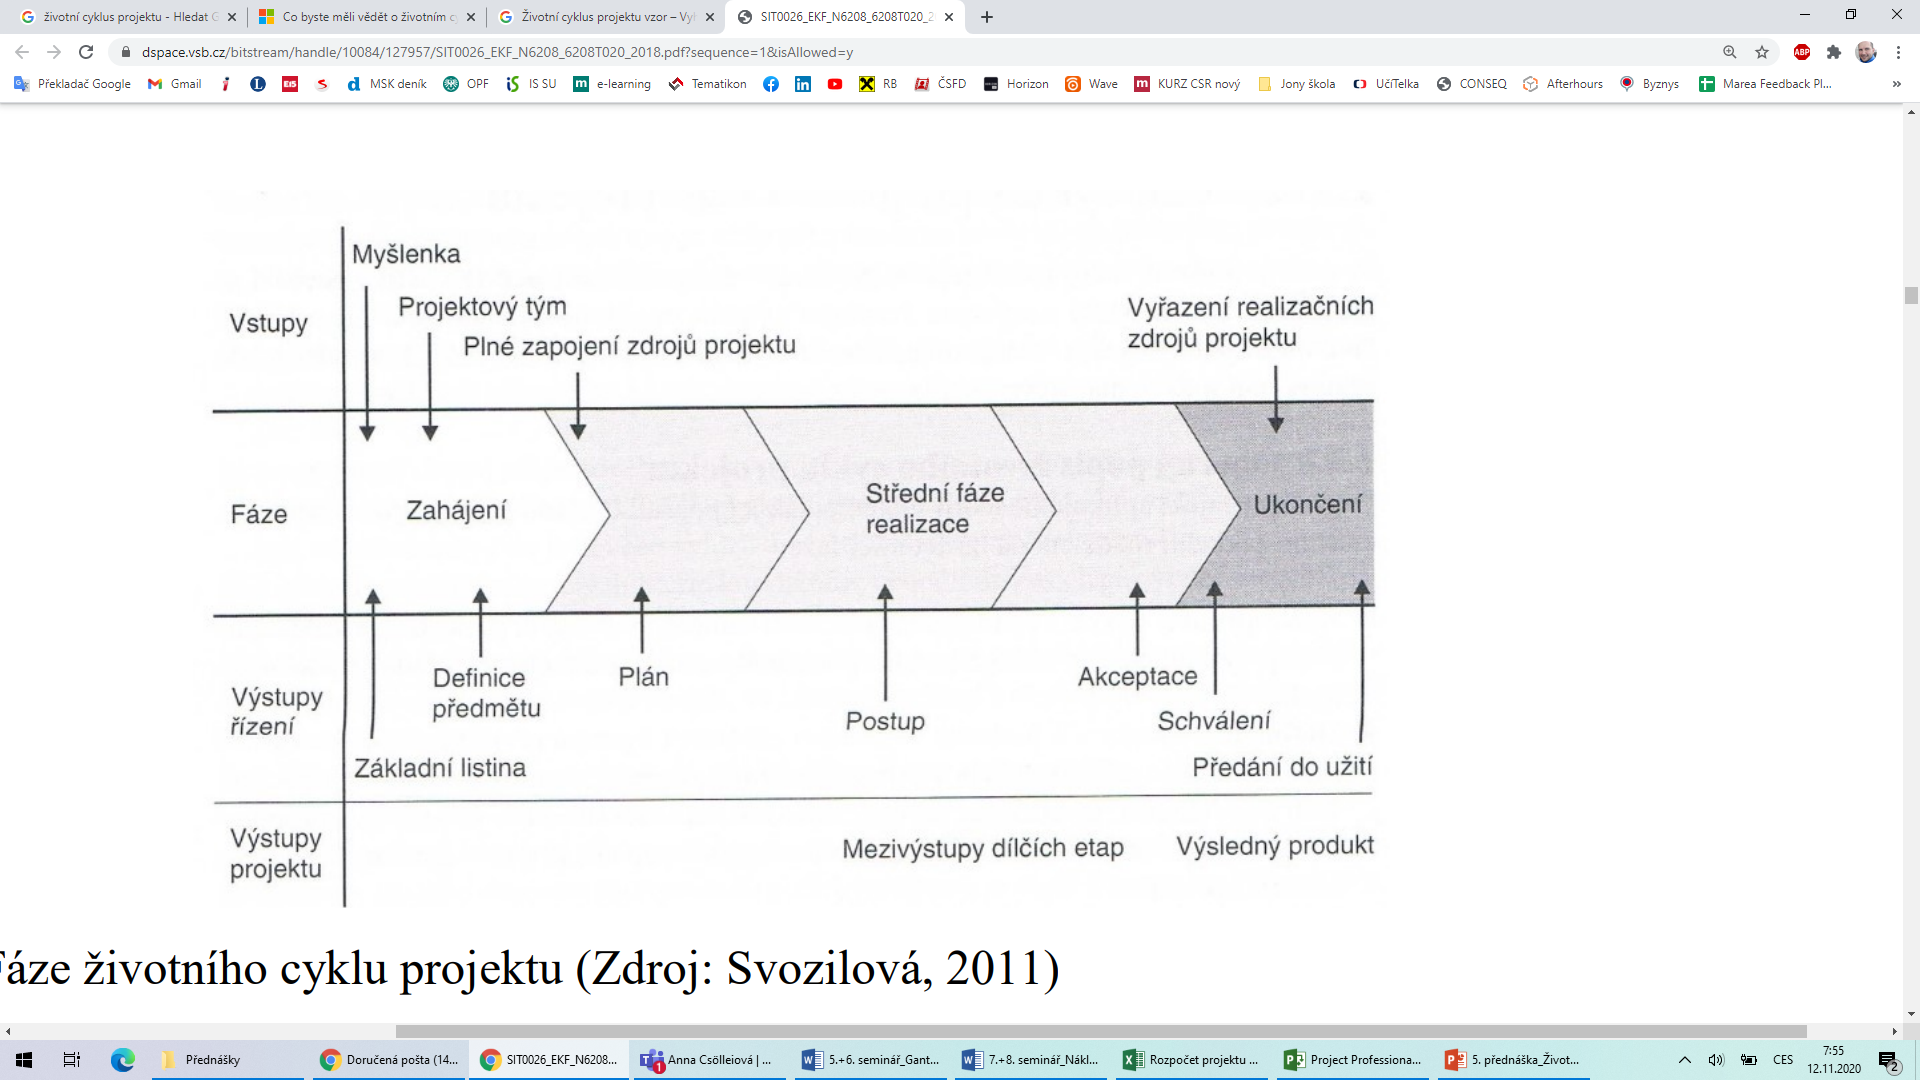 životní cyklus projektu - Hledat G
Co byste měli vědět o životním c
Životní cyklus projektu vzor – Vyh
SIT0026_EKF_N6208_6208T020_2
dspace.vsb.cz/bitstream/handle/10084/127957/SIT0026_EKF_N6208_6208T020_2018.pdf?sequence=1&isAllowed=y
ABP
Překladač Google
Gmail
MSK deník
OPF
IS SU
e-learning
Tematikon
RB
ČSFD
Horizon
Wave
KURZ CSR nový
Jony škola
UčíTelka
CONSEQ
Afterhours
Byznys
Marea Feedback Pl...
Myšlenka
Projektový tým
Plné zapojení zdrojů projektu
Vyřazení realizačních
zdrojů projektu
Vstupy
Fáze
Zahájení
Střední fáze
realizace
Ukončení
Výstupy
řízení
Definice
předmětu
Plán
Postup
Akceptace
Schválení
Základní listina
Předání do užití
Výstupy
projektu
Mezivýstupy dílčích etap
Výsledný produkt
Fáze životního cyklu projektu (Zdroj: Svozilová, 2011)
Přednášky
Doručená pošta (14...
SIT0026_EKF_N6208...
Anna Csölleiová | ...
5.+6. seminář_Gant...
7.+8. seminář_Nákl...
Rozpočet projektu ...
Project Professiona...
5. přednáška_Život...
CES
7:55
12.11.2020
2